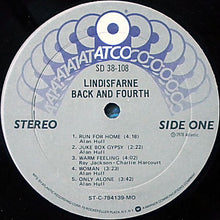 ATCO
SD 38-108
LINDISFARNE
BACK AND FOURTH
STEREO
SIDE ONE
1. RUN FOR HOME (4:18)
Alan Hull
2. JUKE BOX GYPSY (3:22)
Alan Hull
3. WARM FEELING (4:00)
Ray Jackson-Charlie Harcourt
4. WOMAN (3:23)
Alan Hull
5. ONLY ALONE (3:42)
Alan Hull
ST-C-784139-MO